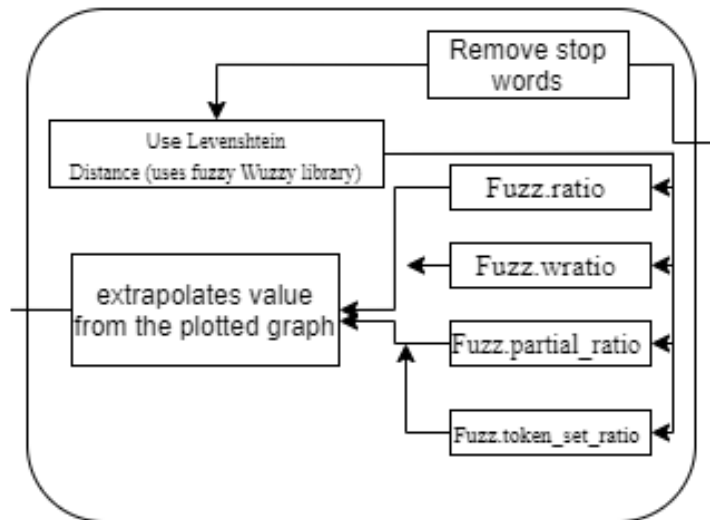 Remove stop
words
Use Levenshtein
Distance (uses fuzzy Wuzzy library)
Fuzz.ratio
Fuzz.wratio
extrapolates value
from the plotted graph
Fuzz.partial_ratio
Fuzz.token_set_ratio